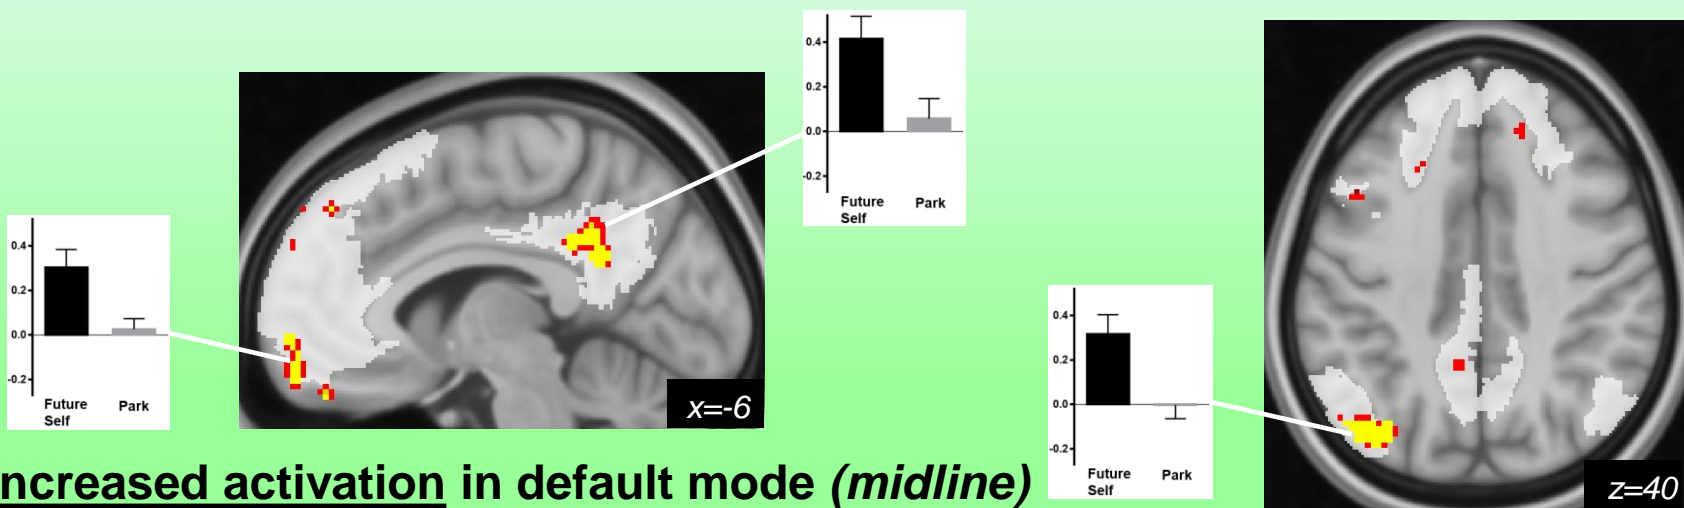 0.4
0.2
0.0
-0.2
Future Self
Park
0.4
0.2
0.0
-0.2
Future Self
Park
x=-6
0.4
0.2
0.0
-0.2
Future Self
Park
z=40
ncreased activation in default mode (midline)